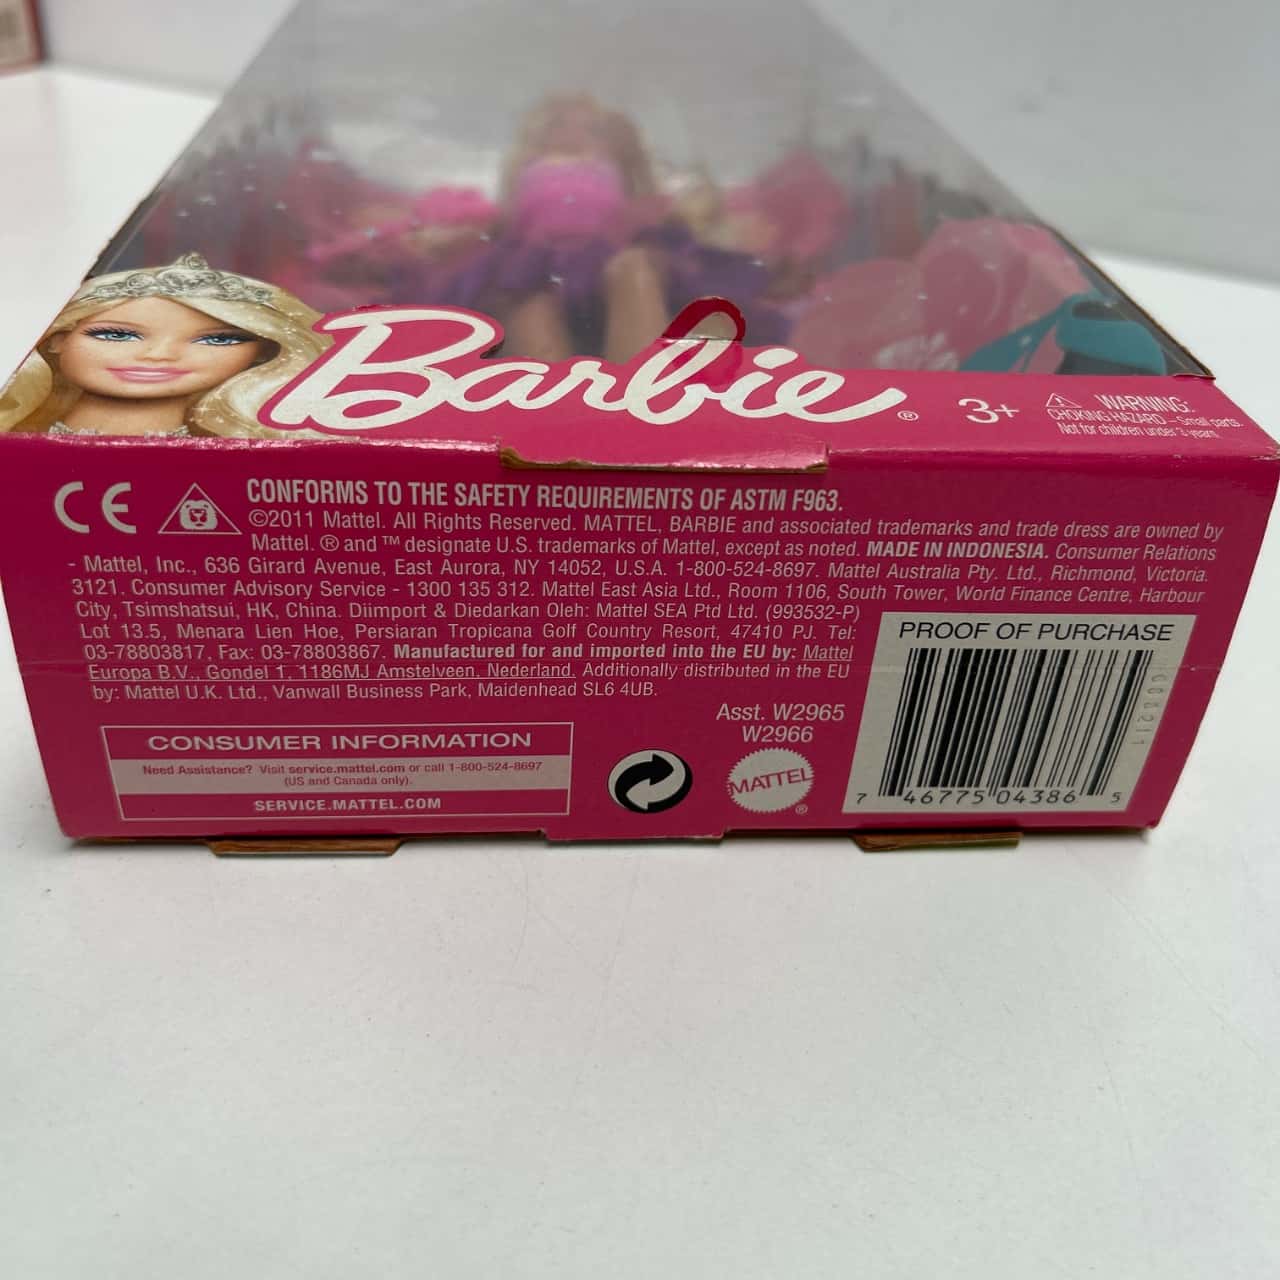 Barbie®
3+
WARNING:
CHOKING HAZARD – Small parts.
Not for children under 3 years.
CE
CONFORMS TO THE SAFETY REQUIREMENTS OF ASTM F963.
©2011 Mattel. All Rights Reserved. MATTEL, BARBIE and associated trademarks and trade dress are owned by
Mattel. ® and ™ designate U.S. trademarks of Mattel, except as noted. MADE IN INDONESIA. Consumer Relations
- Mattel, Inc., 636 Girard Avenue, East Aurora, NY 14052, U.S.A. 1-800-524-8697. Mattel Australia Pty. Ltd., Richmond, Victoria.
3121. Consumer Advisory Service - 1300 135 312. Mattel East Asia Ltd., Room 1106, South Tower, World Finance Centre, Harbour
City, Tsimshatsui, HK, China. Diimport & Diedarkan Oleh: Mattel SEA Ptd Ltd. (993532-P)
Lot 13.5, Menara Lien Hoe, Persiaran Tropicana Golf Country Resort, 47410 PJ. Tel:
03-78803817, Fax: 03-78803867. Manufactured for and imported into the EU by: Mattel
Europa B.V., Gondel 1, 1186MJ Amstelveen, Nederland. Additionally distributed in the EU
by: Mattel U.K. Ltd., Vanwall Business Park, Maidenhead SL6 4UB.
PROOF OF PURCHASE
7 46775 04386 5
Asst. W2965
W2966
MATTEL®
CONSUMER INFORMATION
Need Assistance? Visit service.mattel.com or call 1-800-524-8697
(US and Canada only).
SERVICE.MATTEL.COM